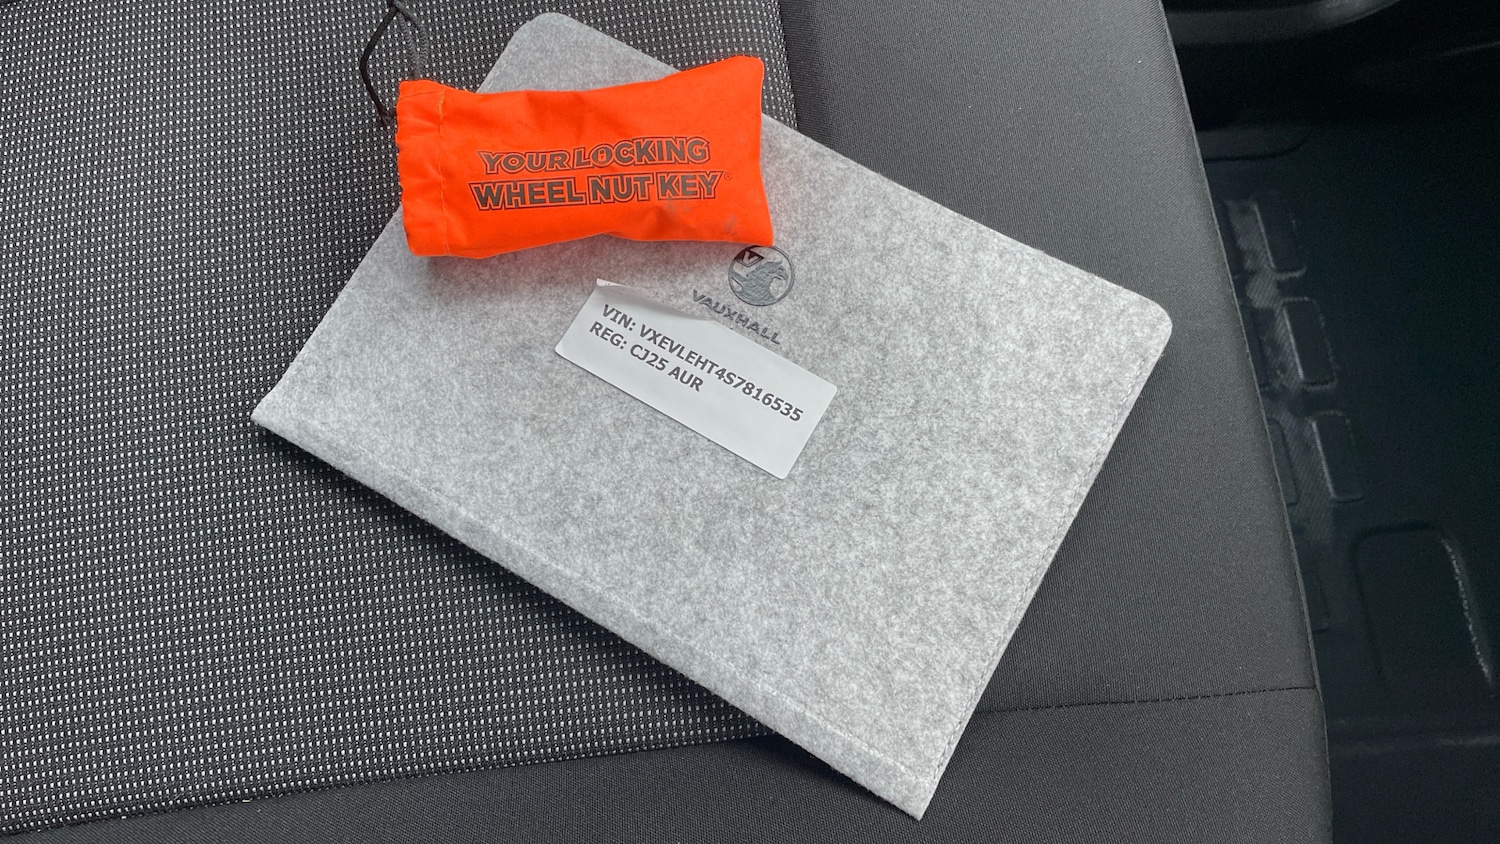 YOUR LOCKING
WHEEL NUT KEY®
V
VAUXHALL
VIN: VXEVLEHT4S7816535
REG: CJ25 AUR